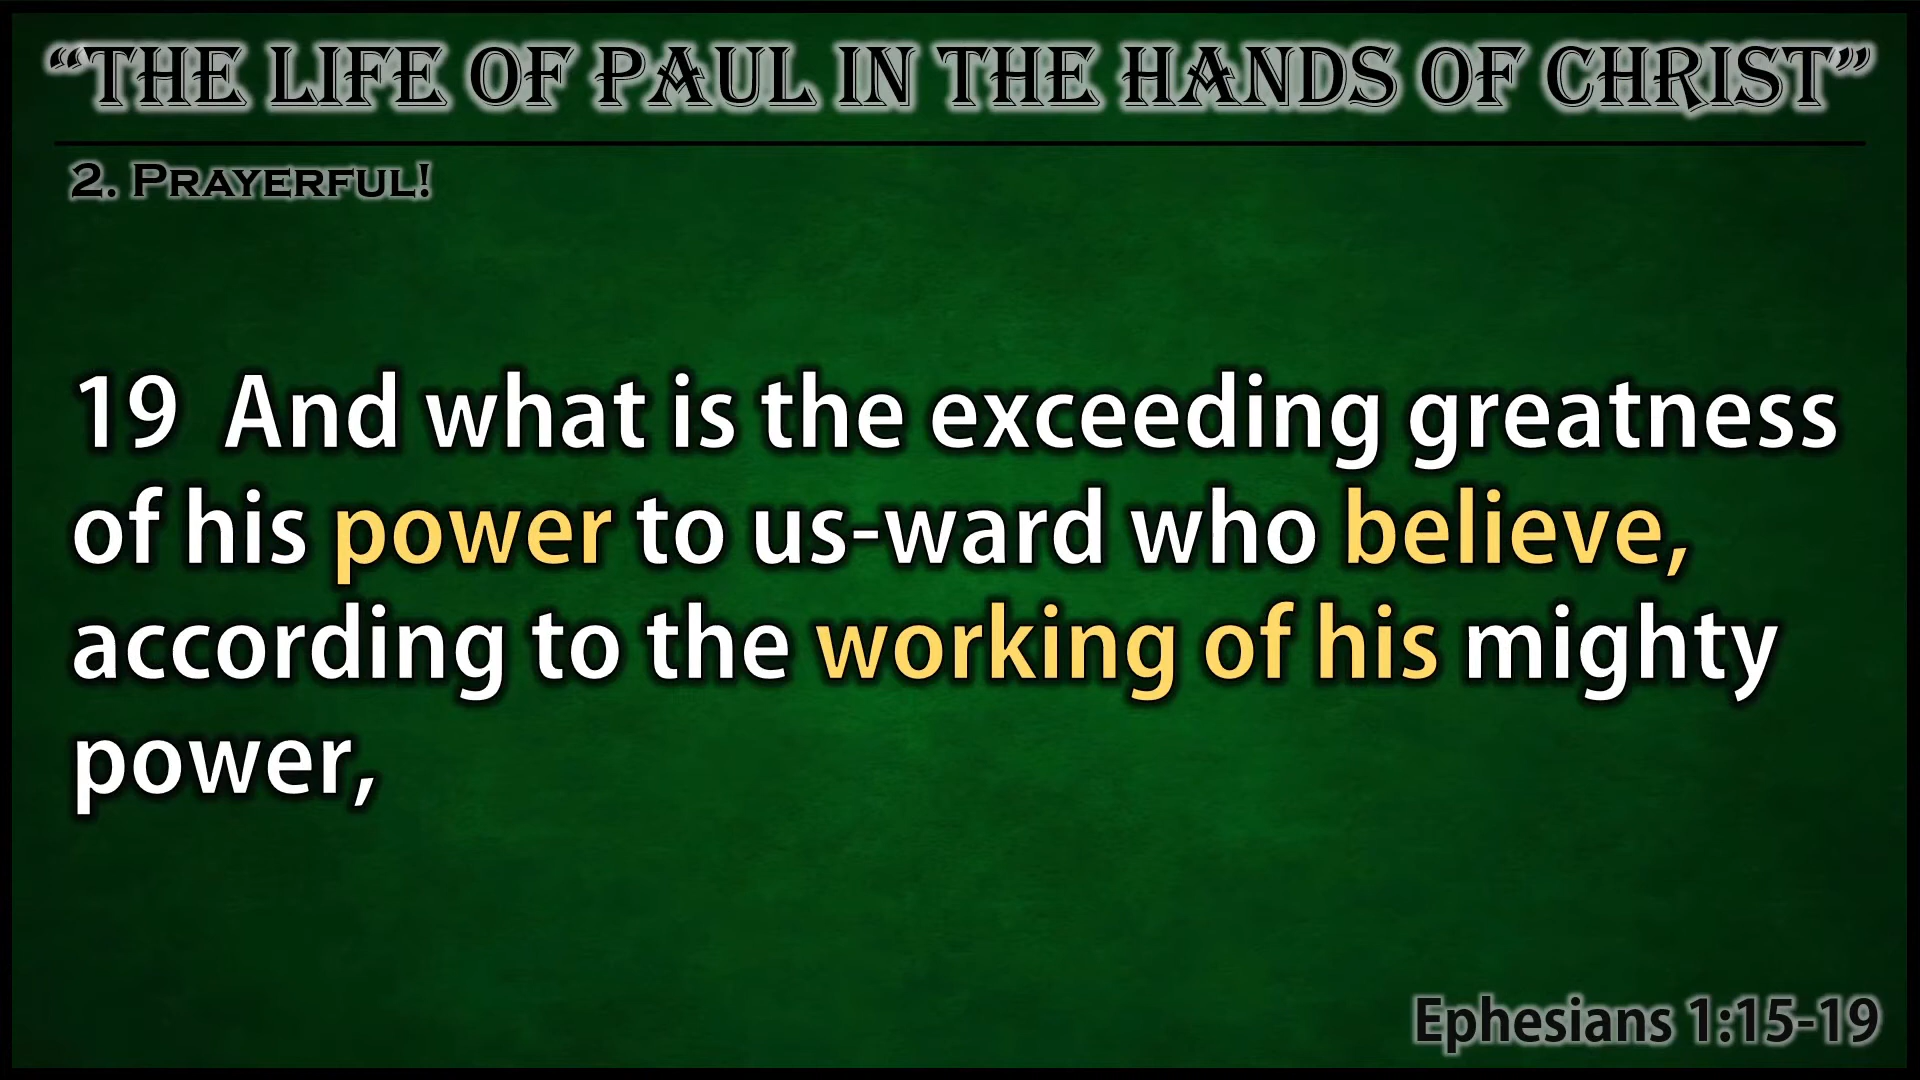 “THE LIFE OF PAUL IN THE HANDS OF CHRIST”
2. PRAYERFUL!
19 And what is the exceeding greatness
of his power to us-ward who believe,
according to the working of his mighty
power,
Ephesians 1:15-19